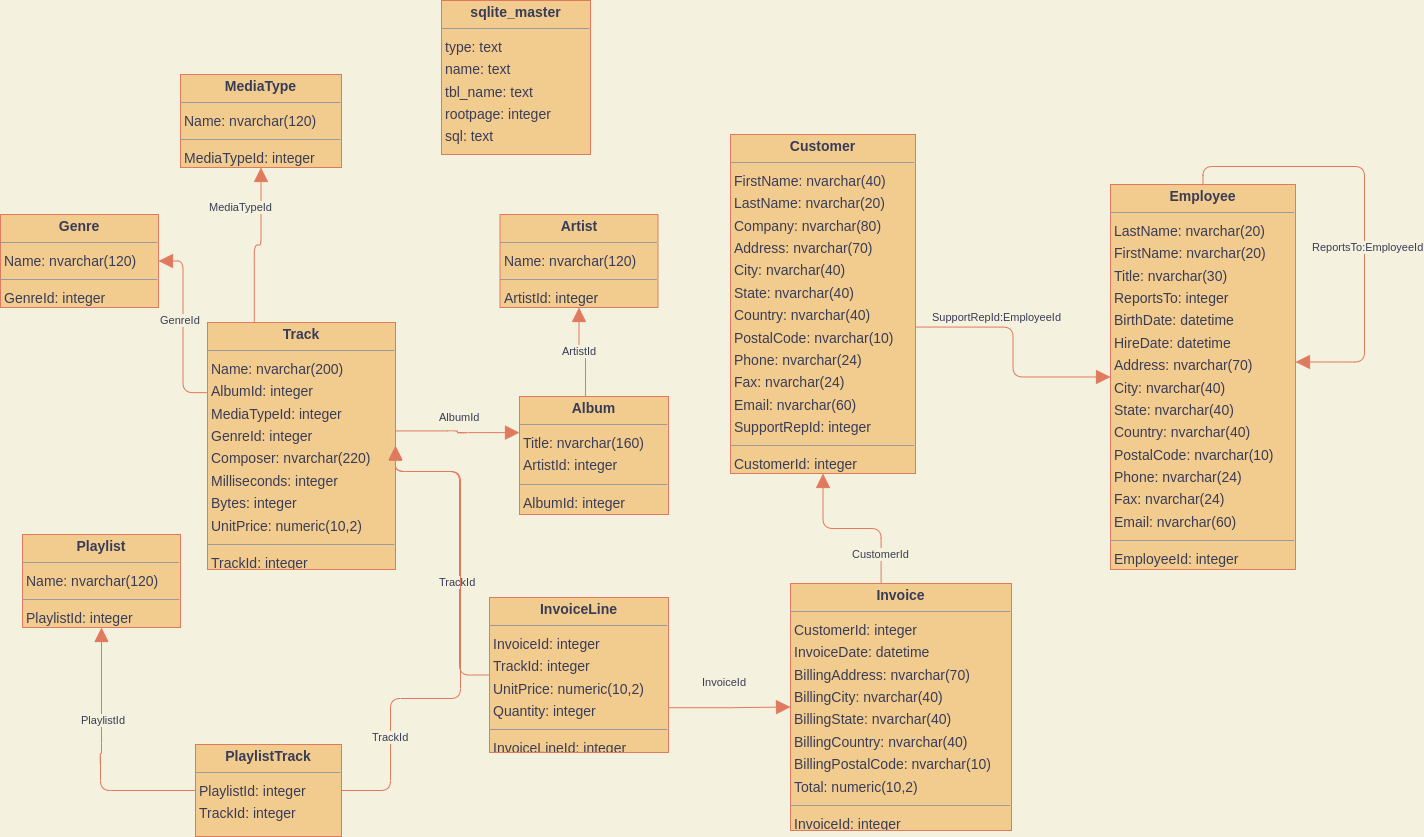 sqlite_master
type: text
name: text
tbl_name: text
rootpage: integer
sql: text
MediaType
Name: nvarchar(120)
MediaTypeId: integer
MediaTypeId
Genre
Name: nvarchar(120)
GenreId: integer
GenreId
Artist
Name: nvarchar(120)
ArtistId: integer
ArtistId
Customer
FirstName: nvarchar(40)
LastName: nvarchar(20)
Company: nvarchar(80)
Address: nvarchar(70)
City: nvarchar(40)
State: nvarchar(40)
Country: nvarchar(40)
PostalCode: nvarchar(10)
Phone: nvarchar(24)
Fax: nvarchar(24)
Email: nvarchar(60)
SupportRepId: integer
CustomerId: integer
SupportRepId:EmployeeId
Employee
LastName: nvarchar(20)
FirstName: nvarchar(20)
Title: nvarchar(30)
ReportsTo: integer
BirthDate: datetime
HireDate: datetime
Address: nvarchar(70)
City: nvarchar(40)
State: nvarchar(40)
Country: nvarchar(40)
PostalCode: nvarchar(10)
Phone: nvarchar(24)
Fax: nvarchar(24)
Email: nvarchar(60)
EmployeeId: integer
ReportsTo:EmployeeId
Track
Name: nvarchar(200)
AlbumId: integer
MediaTypeId: integer
GenreId: integer
Composer: nvarchar(220)
Milliseconds: integer
Bytes: integer
UnitPrice: numeric(10,2)
TrackId: integer
AlbumId
Album
Title: nvarchar(160)
ArtistId: integer
AlbumId: integer
Playlist
Name: nvarchar(120)
PlaylistId: integer
PlaylistId
TrackId
InvoiceLine
InvoiceId: integer
TrackId: integer
UnitPrice: numeric(10,2)
Quantity: integer
InvoiceLineId: integer
InvoiceId
CustomerId
Invoice
CustomerId: integer
InvoiceDate: datetime
BillingAddress: nvarchar(70)
BillingCity: nvarchar(40)
BillingState: nvarchar(40)
BillingCountry: nvarchar(40)
BillingPostalCode: nvarchar(10)
Total: numeric(10,2)
InvoiceId: integer
PlaylistTrack
PlaylistId: integer
TrackId: integer
TrackId